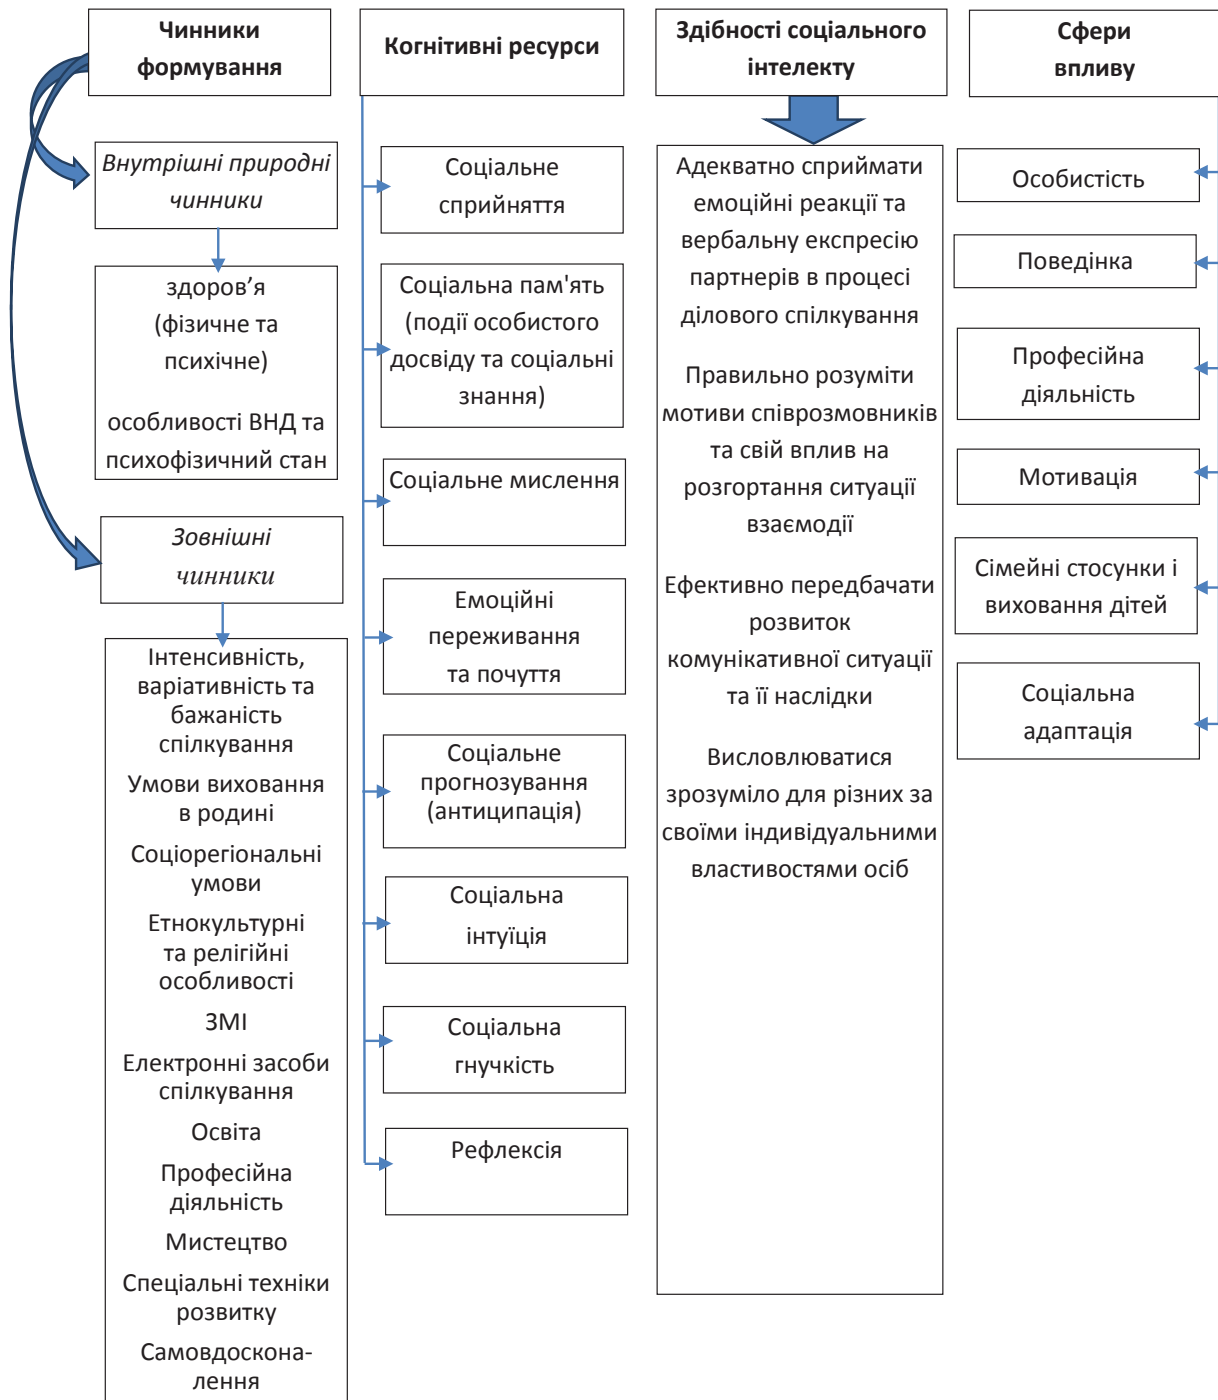 Чинники
формування
Внутрішні природні
чинники
здоров’я
(фізичне та
психічне)
особливості ВНД та
психофізичний стан
Зовнішні
чинники
Інтенсивність,
варіативність та
бажаність
спілкування
Умови виховання
в родині
Соціорегіональні
умови
Етнокультурні
та релігійні
особливості
ЗМІ
Електронні засоби
спілкування
Освіта
Професійна
діяльність
Мистецтво
Спеціальні техніки
розвитку
Самовдоскона-
лення
Когнітивні ресурси
Соціальне
сприйняття
Соціальна пам'ять
(події особистого
досвіду та соціальні
знання)
Соціальне мислення
Емоційні
переживання
та почуття
Соціальне
прогнозування
(антиципація)
Соціальна
інтуїція
Соціальна
гнучкість
Рефлексія
Здібності соціального
інтелекту
Адекватно сприймати
емоційні реакції та
вербальну експресію
партнерів в процесі
ділового спілкування
Правильно розуміти
мотиви співрозмовників
та свій вплив на
розгортання ситуації
взаємодії
Ефективно передбачати
розвиток
комунікативної ситуації
та її наслідки
Висловлюватися
зрозуміло для різних за
своїми індивідуальними
властивостями осіб
Сфери
впливу
Особистість
Поведінка
Професійна
діяльність
Мотивація
Сімейні стосунки і
виховання дітей
Соціальна
адаптація